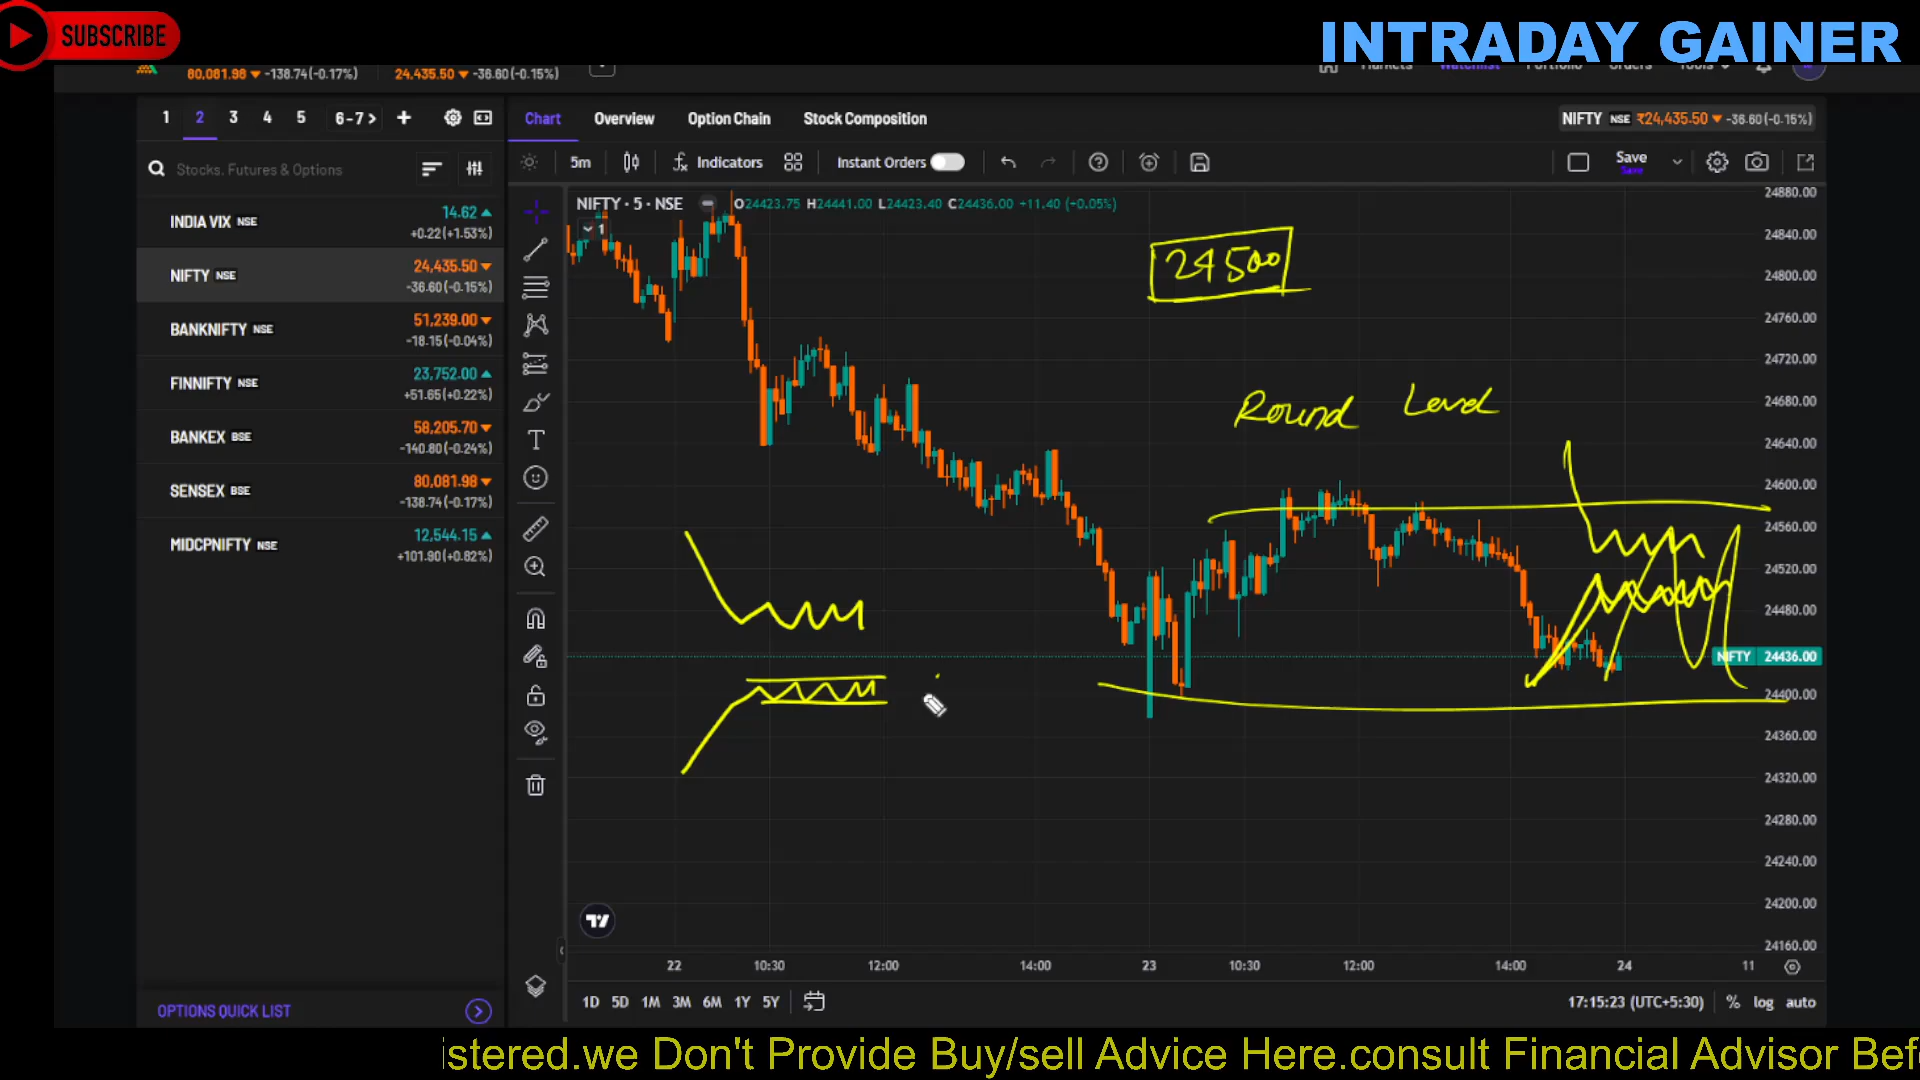 SUBSCRIBE
INTRADAY GAINER
80,081.98 -138.74(-0.17%) 24,435.50 -36.60(-0.15%)
Markets Watchlist Portfolio Orders Tools
1 2 3 4 5 6-7 > +
Chart Overview Option Chain Stock Composition
NIFTY NSE ₹24,435.50 -36.60(-0.15%)
Stocks, Futures & Options
5m Indicators Instant Orders
Save
Save
NIFTY · 5 · NSE O24423.75 H24441.00 L24423.40 C24436.00 +11.40 (+0.05%)
1
INDIA VIX NSE 14.62
+0.22(+1.53%)
NIFTY NSE 24,435.50
-36.60(-0.15%)
BANKNIFTY NSE 51,239.00
-18.15(-0.04%)
FINNIFTY NSE 23,752.00
+51.65(+0.22%)
BANKEX BSE 58,205.70
-140.80(-0.24%)
SENSEX BSE 80,081.98
-138.74(-0.17%)
MIDCPNIFTY NSE 12,544.15
+101.90(+0.82%)
24500
Round Level
24880.00
24840.00
24800.00
24760.00
24720.00
24680.00
24640.00
24600.00
24560.00
24520.00
24480.00
NIFTY 24436.00
24400.00
24360.00
24320.00
24280.00
24240.00
24200.00
24160.00
22 10:30 12:00 14:00 23 10:30 12:00 14:00 24 11
1D 5D 1M 3M 6M 1Y 5Y
17:15:23 (UTC+5:30) % log auto
OPTIONS QUICK LIST
istered.we Don't Provide Buy/sell Advice Here.consult Financial Advisor Bef